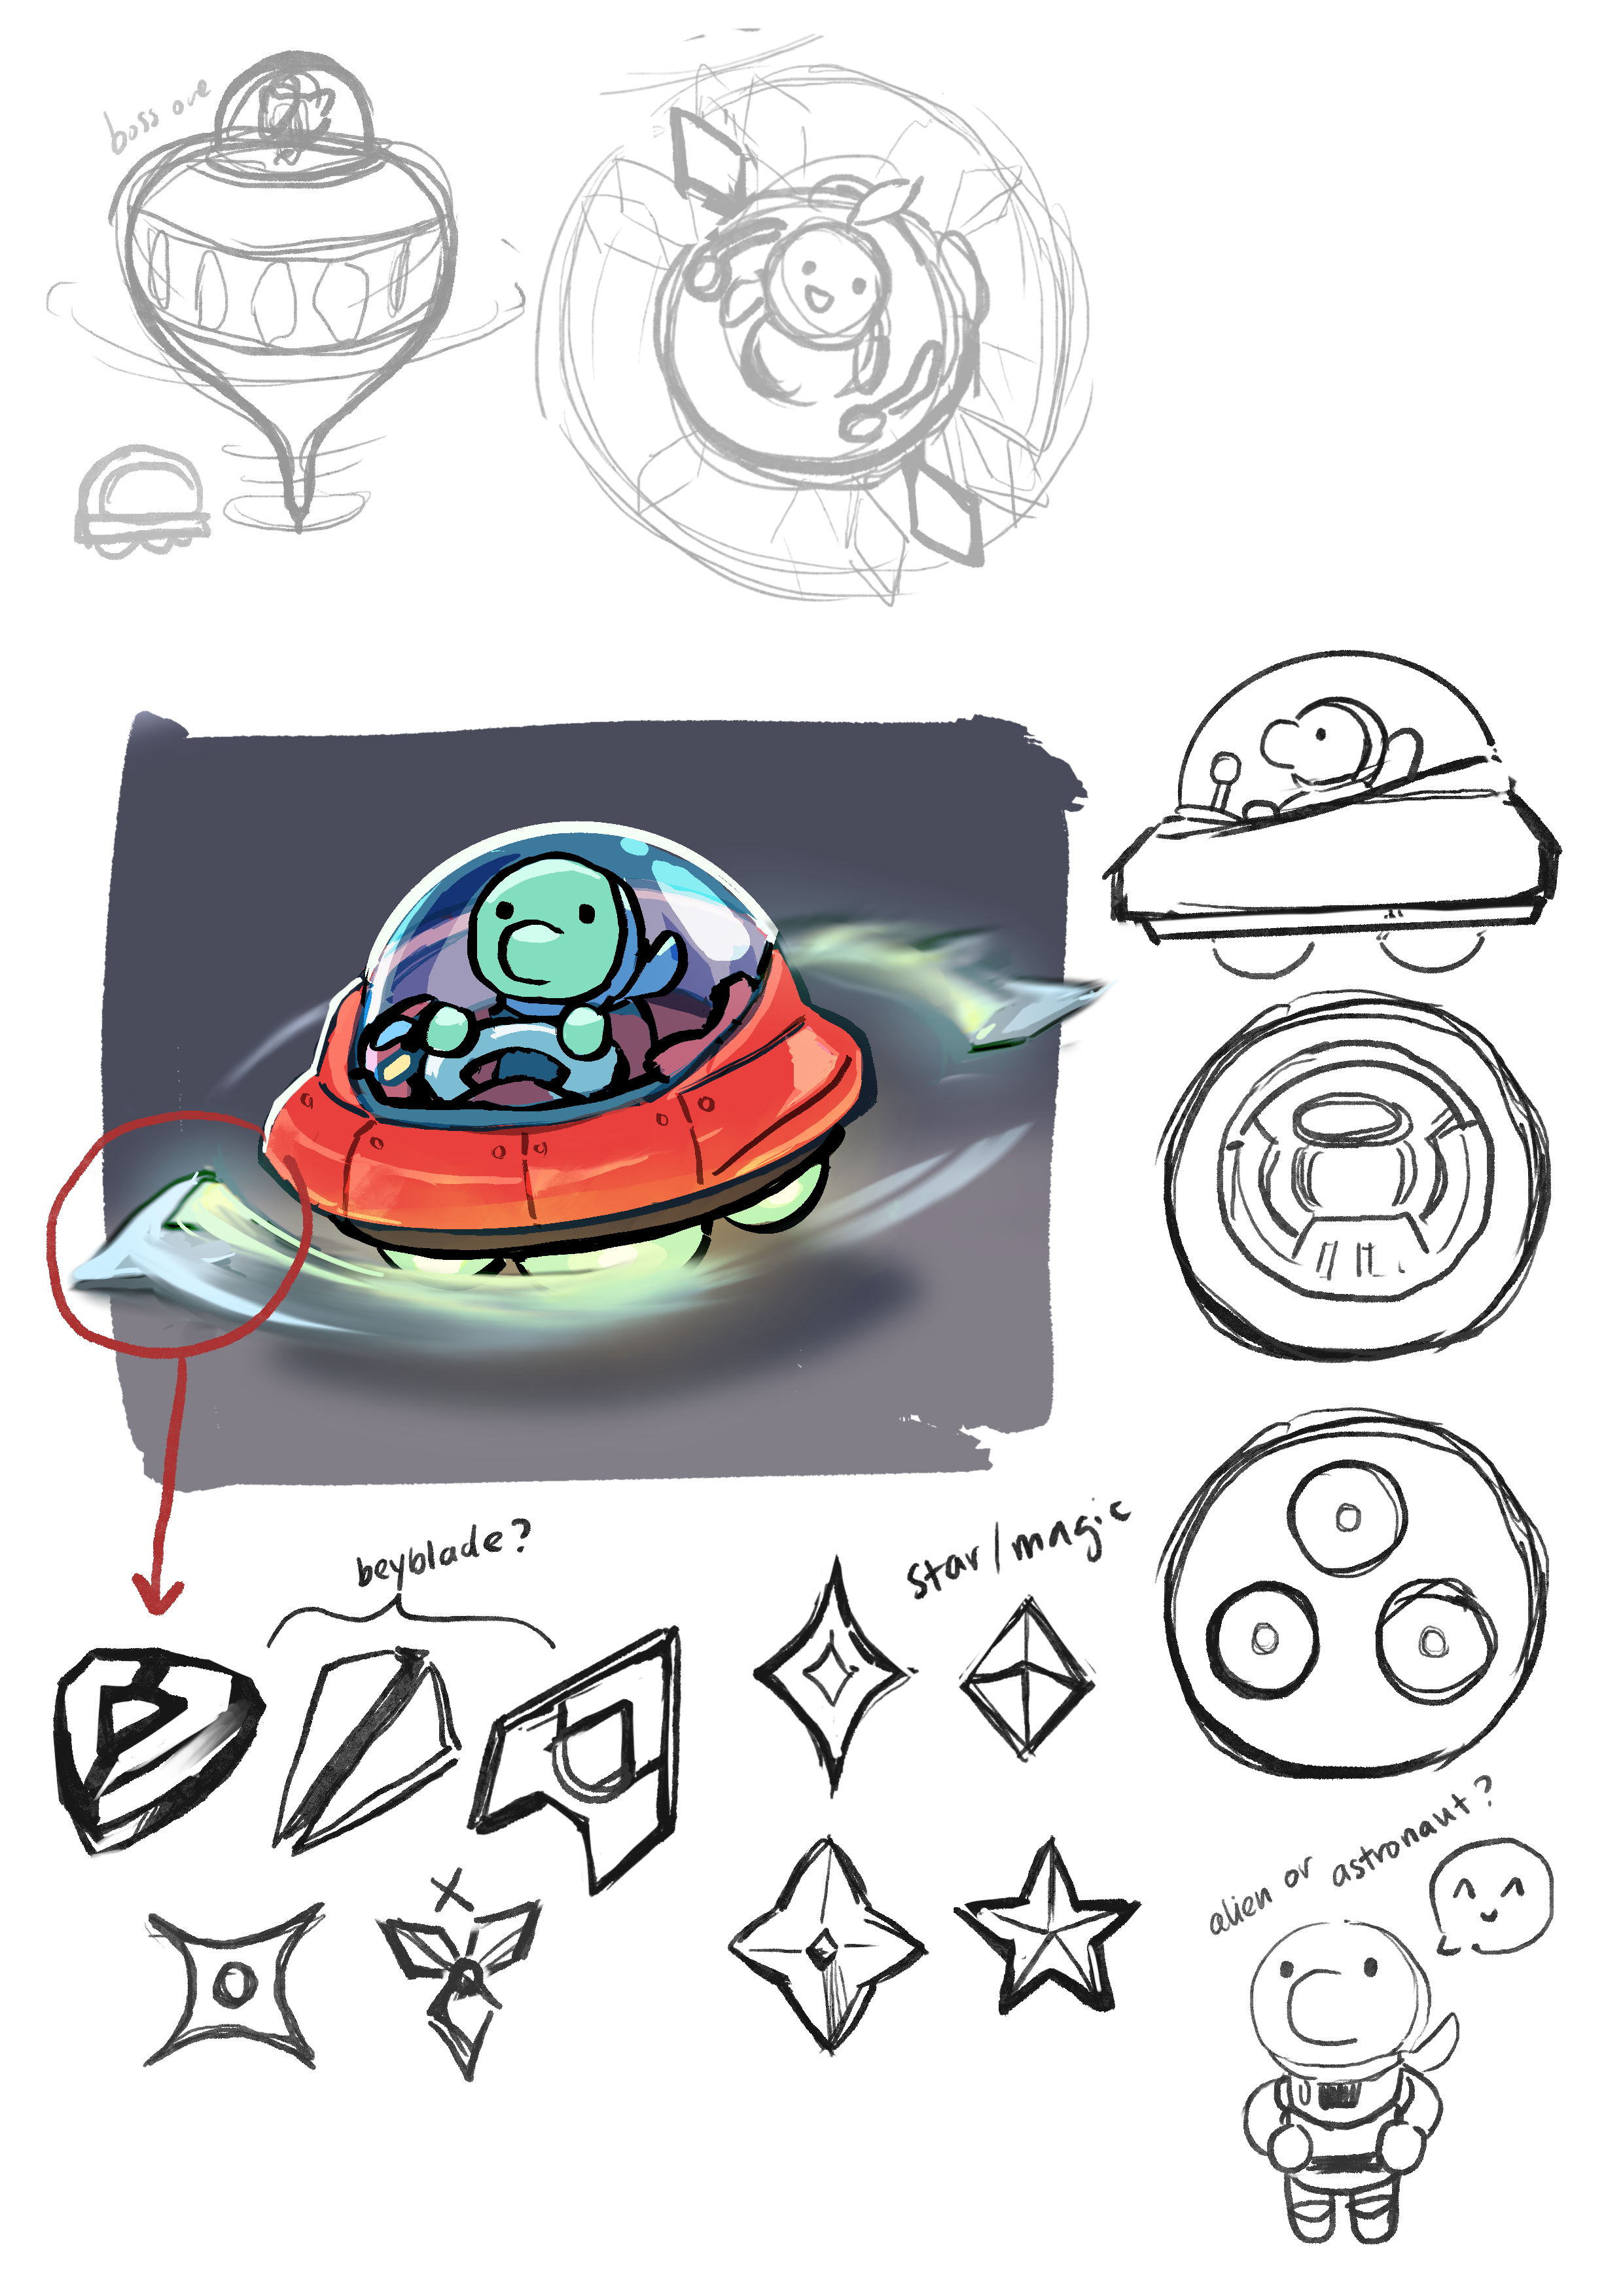 boss one
beyblade?
star/magic
alien or astronaut?